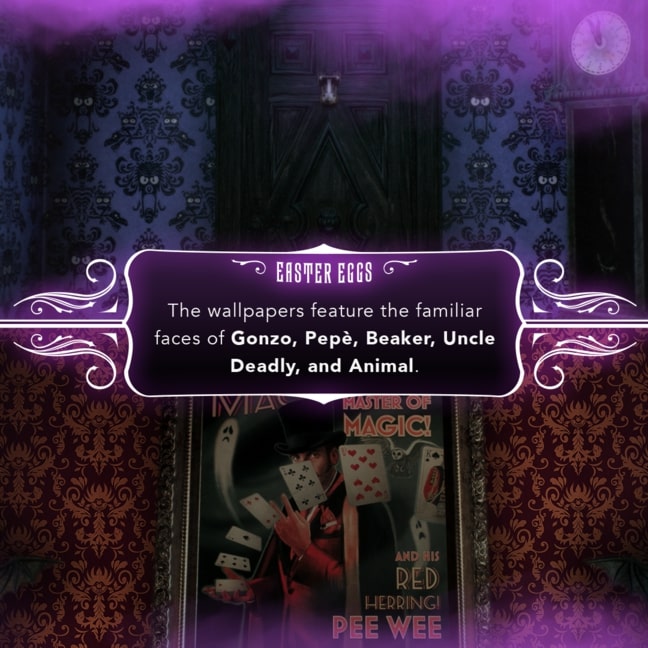 EASTER EGGS
The wallpapers feature the familiar
faces of Gonzo, Pepè, Beaker, Uncle
Deadly, and Animal.
MASTER OF
MAGIC!
AND HIS
RED
HERRING!
PEE WEE